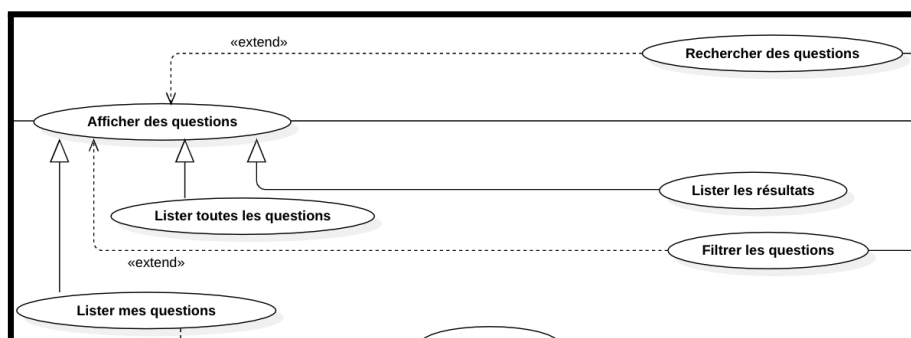 «extend»
Rechercher des questions
Afficher des questions
Lister les résultats
Lister toutes les questions
Filtrer les questions
«extend»
Lister mes questions